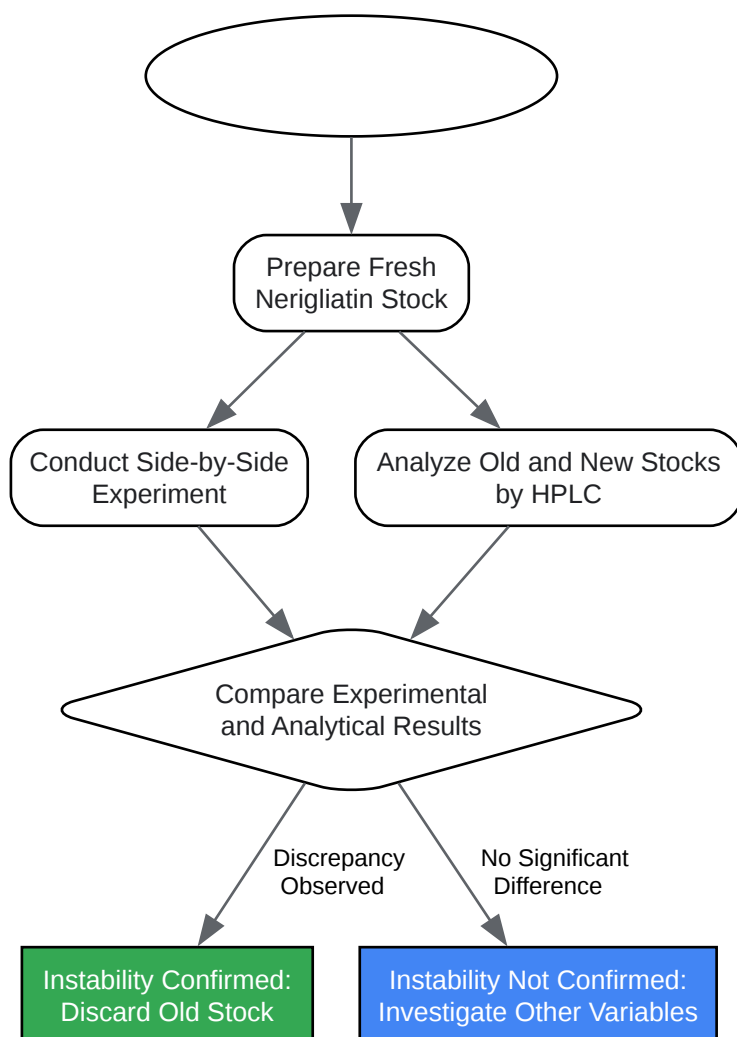 Prepare Fresh
Nerigliatin Stock
Conduct Side-by-Side
Experiment
Analyze Old and New Stocks
by HPLC
Compare Experimental
and Analytical Results
Discrepancy
Observed
No Significant
Difference
Instability Confirmed:
Discard Old Stock
Instability Not Confirmed:
Investigate Other Variables